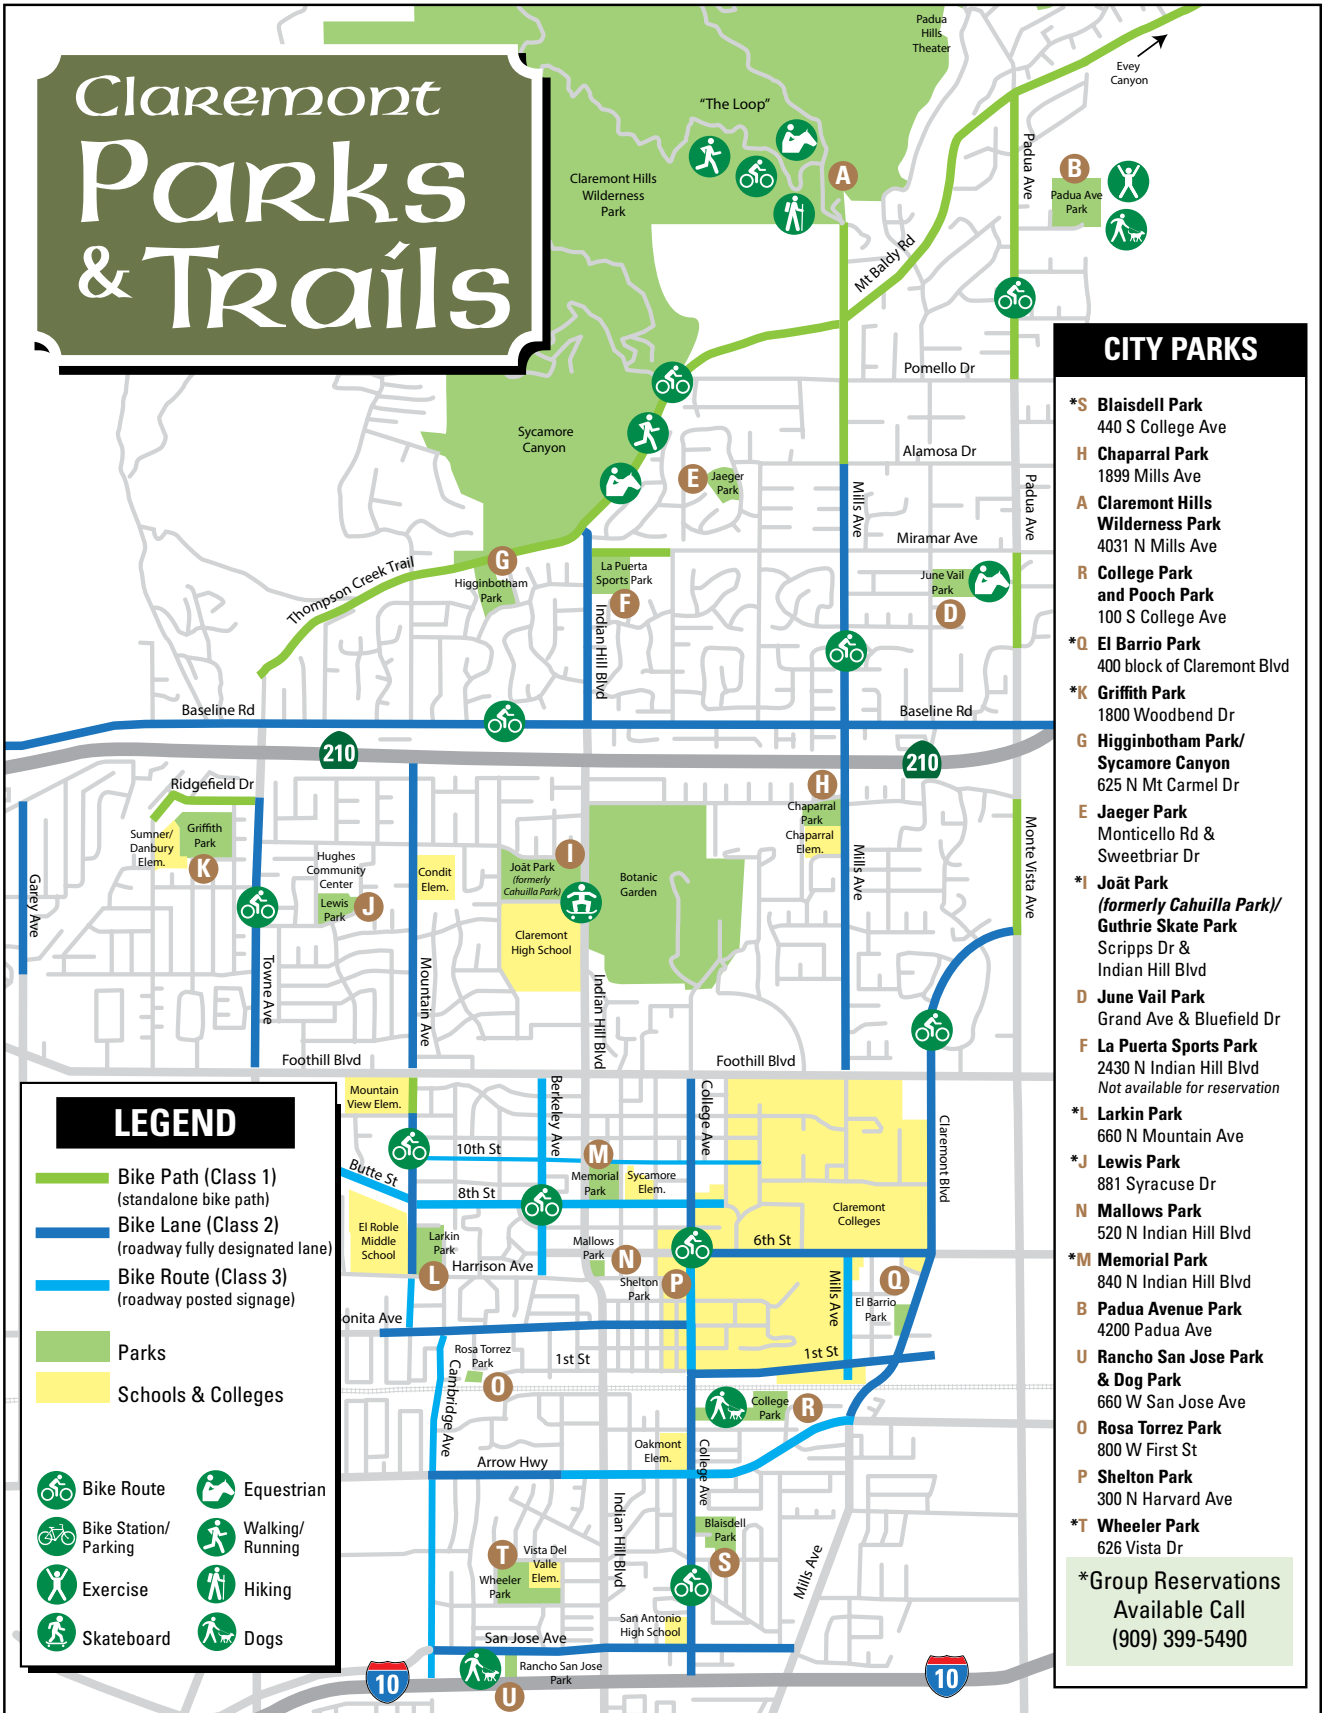 Claremont
Parks
& Trails
Padua
Hills
Theater
Evey
Canyon
"The Loop"
Claremont Hills
Wilderness
Park
A
B
Padua Ave
Park
Padua Ave
Mt Baldy Rd
Pomello Dr
Sycamore
Canyon
Alamosa Dr
E
Jaeger
Park
Mills Ave
Padua Ave
Miramar Ave
Thompson Creek Trail
G
Higginbotham
Park
La Puerta
Sports Park
F
June Vail
Park
D
Indian Hill Blvd
Baseline Rd
Baseline Rd
210
210
Ridgefield Dr
H
Chaparral
Park
Chaparral
Elem.
Sumner/
Danbury
Elem.
Griffith
Park
K
Hughes
Community
Center
Lewis
Park
J
Condit
Elem.
I
Joāt Park
(formerly
Cahuilla Park)
Botanic
Garden
Claremont
High School
Garey Ave
Towne Ave
Mountain Ave
Indian Hill Blvd
Mills Ave
Monte Vista Ave
Foothill Blvd
Foothill Blvd
Mountain
View Elem.
Berkeley Ave
College Ave
Claremont Blvd
10th St
M
Memorial
Park
Sycamore
Elem.
Butte St
8th St
El Roble
Middle
School
Larkin
Park
L
Harrison Ave
Mallows
Park
N
Shelton
Park
P
Claremont
Colleges
6th St
Mills Ave
Q
El Barrio
Park
onita Ave
Rosa Torrez
Park
O
1st St
1st St
Cambridge Ave
College
Park
R
Oakmont
Elem.
College Ave
Arrow Hwy
Indian Hill Blvd
Blaisdell
Park
S
T
Vista Del
Valle
Elem.
Wheeler
Park
Mills Ave
San Antonio
High School
San Jose Ave
Rancho San Jose
Park
U
10
10
LEGEND
Bike Path (Class 1)
(standalone bike path)
Bike Lane (Class 2)
(roadway fully designated lane)
Bike Route (Class 3)
(roadway posted signage)
Parks
Schools & Colleges
Bike Route
Equestrian
Bike Station/
Parking
Walking/
Running
Exercise
Hiking
Skateboard
Dogs
CITY PARKS
*S Blaisdell Park
440 S College Ave
H Chaparral Park
1899 Mills Ave
A Claremont Hills
Wilderness Park
4031 N Mills Ave
R College Park
and Pooch Park
100 S College Ave
*Q El Barrio Park
400 block of Claremont Blvd
*K Griffith Park
1800 Woodbend Dr
G Higginbotham Park/
Sycamore Canyon
625 N Mt Carmel Dr
E Jaeger Park
Monticello Rd &
Sweetbriar Dr
*I Joāt Park
(formerly Cahuilla Park)/
Guthrie Skate Park
Scripps Dr &
Indian Hill Blvd
D June Vail Park
Grand Ave & Bluefield Dr
F La Puerta Sports Park
2430 N Indian Hill Blvd
Not available for reservation
*L Larkin Park
660 N Mountain Ave
*J Lewis Park
881 Syracuse Dr
N Mallows Park
520 N Indian Hill Blvd
*M Memorial Park
840 N Indian Hill Blvd
B Padua Avenue Park
4200 Padua Ave
U Rancho San Jose Park
& Dog Park
660 W San Jose Ave
O Rosa Torrez Park
800 W First St
P Shelton Park
300 N Harvard Ave
*T Wheeler Park
626 Vista Dr
*Group Reservations
Available Call
(909) 399-5490